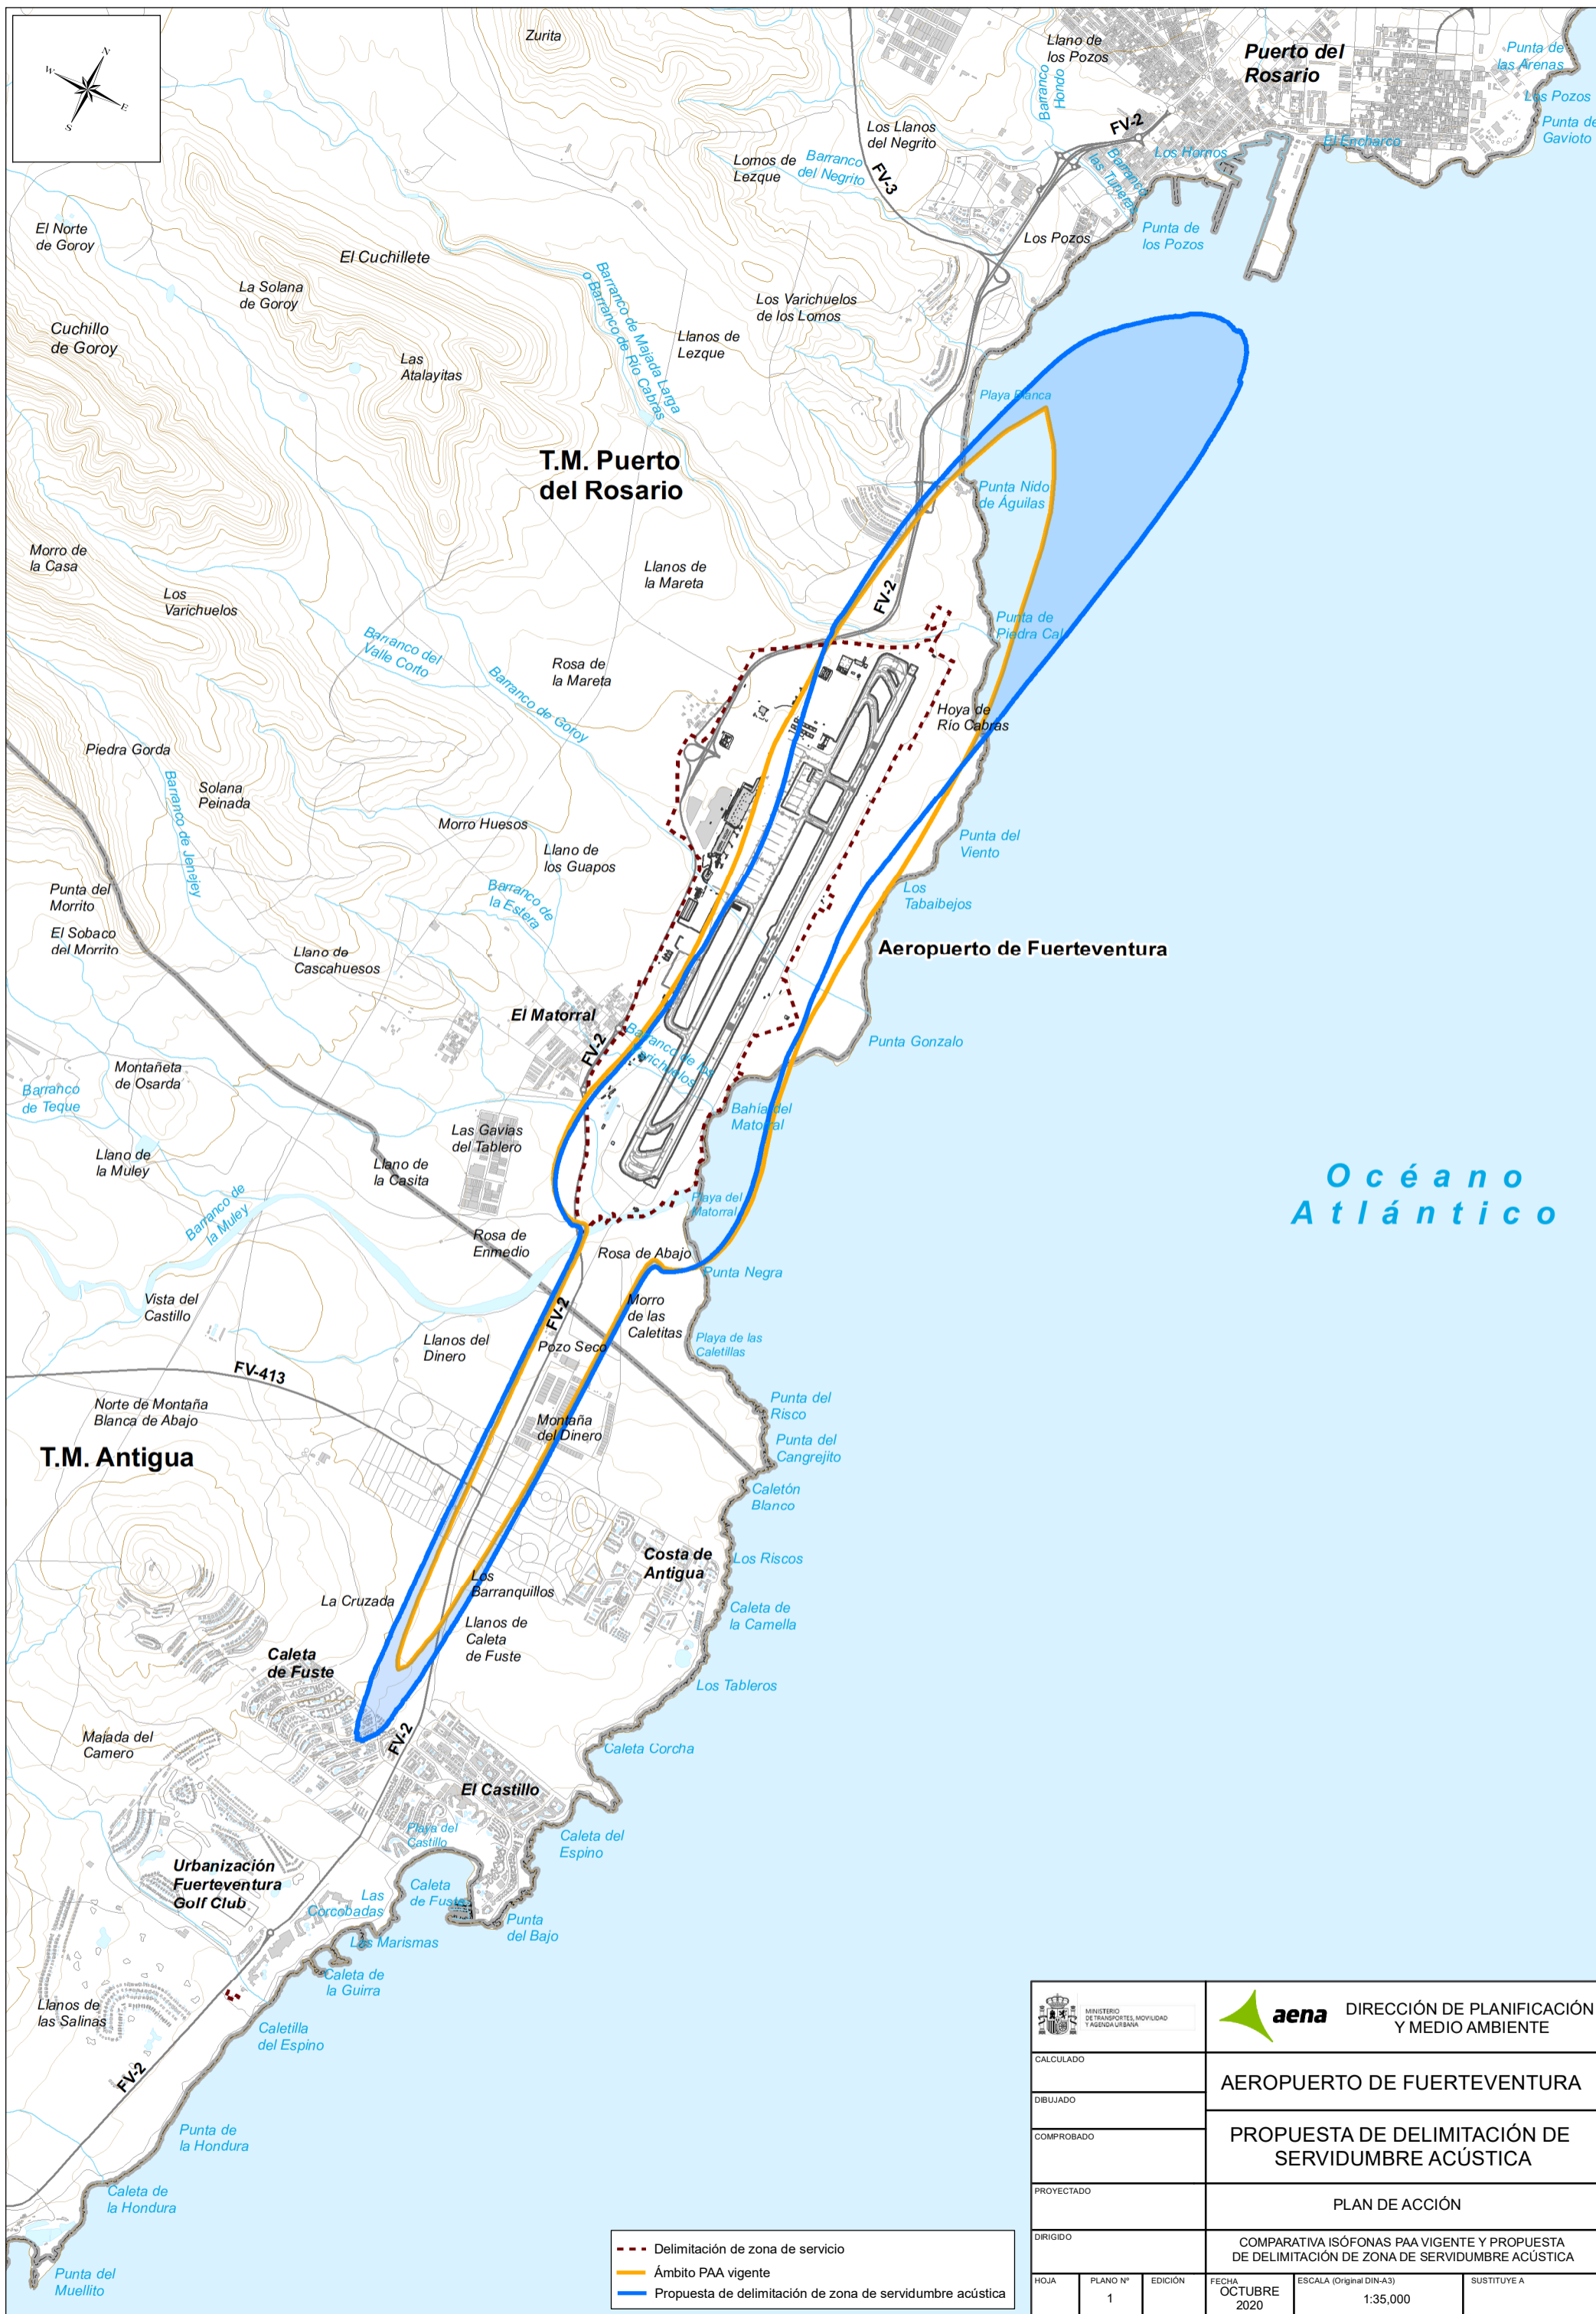 N
W
E
S
Zurita
Llano de
los Pozos
Puerto del
Rosario
Punta de
las Arenas
Los Pozos
Punta de
Gavioto
El Encharco
Barranco
Hondo
FV-2
Los Hornos
Barranco
las Tuneras
Los Llanos
del Negrito
Lomos de
Lezque
Barranco
del Negrito
FV-3
Punta de
los Pozos
Los Pozos
El Norte
de Goroy
El Cuchillete
La Solana
de Goroy
Barranco de Majada Larga
o Barranco de Río Cabras
Los Varichuelos
de los Lomos
Cuchillo
de Goroy
Las
Atalayitas
Llanos de
Lezque
Playa Blanca
T.M. Puerto
del Rosario
Punta Nido
de Águilas
Morro de
la Casa
Llanos de
la Mareta
Los
Varichuelos
FV-2
Punta de
Piedra Cal
Barranco del
Valle Corto
Rosa de
la Mareta
Barranco de Goroy
Hoya de
Río Cabras
Piedra Gorda
Barranco de Jenejey
Solana
Peinada
Morro Huesos
Llano de
los Guapos
Punta del
Viento
Punta del
Morrito
Barranco de
la Estera
Los
Tabaibejos
El Sobaco
del Morrito
Llano de
Cascahuesos
Aeropuerto de Fuerteventura
El Matorral
FV-2
Barranco de los
Varichuelos
Punta Gonzalo
Montañeta
de Osarda
Barranco
de Teque
Bahía del
Matorral
Las Gavias
del Tablero
Llano de
la Muley
Llano de
la Casita
Océano
Atlántico
Barranco de
la Muley
Playa del
Matorral
Rosa de
Enmedio
Rosa de Abajo
Punta Negra
Vista del
Castillo
FV-2
Morro
de las
Caletitas
Llanos del
Dinero
Pozo Seco
Playa de las
Caletillas
FV-413
Norte de Montaña
Blanca de Abajo
Punta del
Risco
Montaña
del Dinero
T.M. Antigua
Punta del
Cangrejito
Caletón
Blanco
Costa de
Antigua
Los Riscos
Los
Barranquillos
La Cruzada
Caleta de
la Camella
Llanos de
Caleta
de Fuste
Caleta
de Fuste
Los Tableros
Majada del
Camero
FV-2
Caleta Corcha
El Castillo
Playa del
Castillo
Caleta del
Espino
Urbanización
Fuerteventura
Golf Club
Las
Corcobadas
Caleta
de Fuste
Punta
del Bajo
Las Marismas
Caleta de
la Guirra
Llanos de
las Salinas
Caletilla
del Espino
FV-2
Punta de
la Hondura
Caleta de
la Hondura
Punta del
Muellito
Delimitación de zona de servicio
Ámbito PAA vigente
Propuesta de delimitación de zona de servidumbre acústica
MINISTERIO
DE TRANSPORTES, MOVILIDAD
Y AGENDA URBANA
aena
DIRECCIÓN DE PLANIFICACIÓN
Y MEDIO AMBIENTE
CALCULADO
DIBUJADO
COMPROBADO
PROYECTADO
DIRIGIDO
AEROPUERTO DE FUERTEVENTURA
PROPUESTA DE DELIMITACIÓN DE
SERVIDUMBRE ACÚSTICA
PLAN DE ACCIÓN
COMPARATIVA ISÓFONAS PAA VIGENTE Y PROPUESTA
DE DELIMITACIÓN DE ZONA DE SERVIDUMBRE ACÚSTICA
HOJA
PLANO Nº
1
EDICIÓN
FECHA
OCTUBRE
2020
ESCALA (Original DIN-A3)
1:35,000
SUSTITUYE A